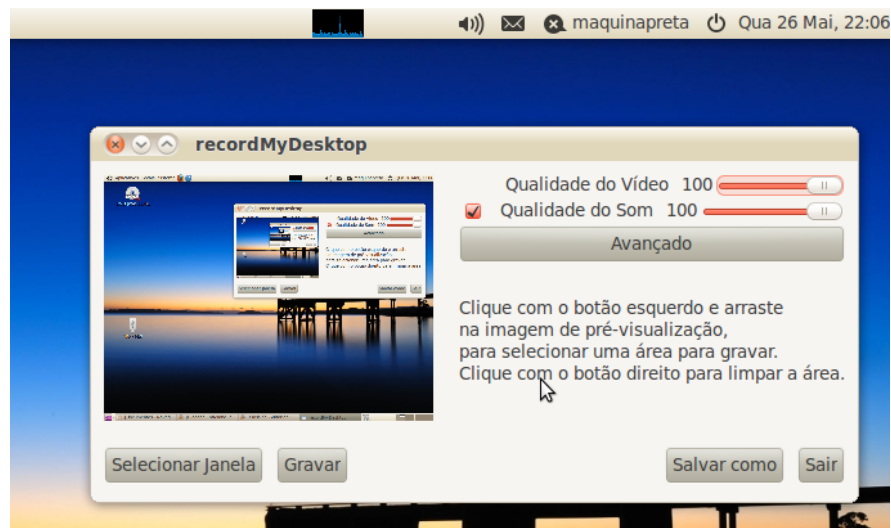 maquinapreta Qua 26 Mai, 22:06
recordMyDesktop
Qualidade do Vídeo 100
Qualidade do Som 100
Avançado
Clique com o botão esquerdo e arraste
na imagem de pré-visualização,
para selecionar uma área para gravar.
Clique com o botão direito para limpar a área.
Selecionar Janela Gravar Salvar como Sair